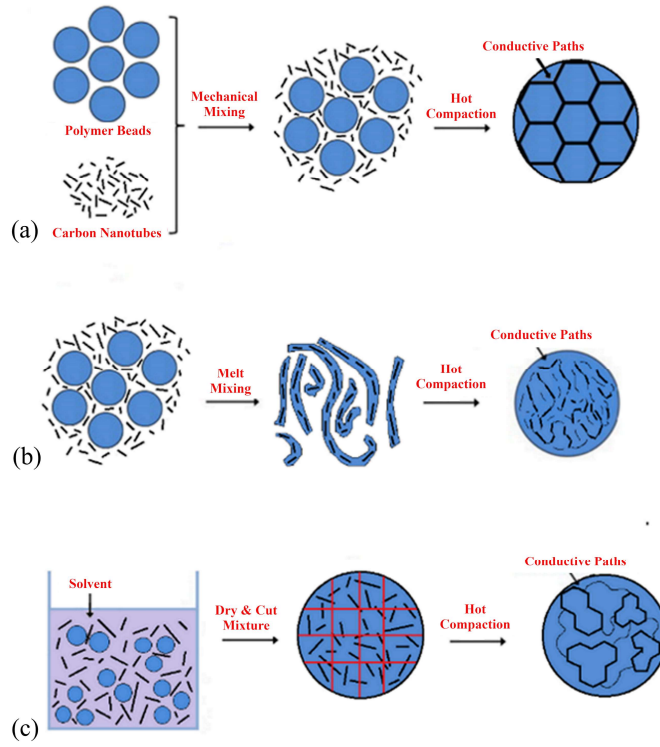 Polymer Beads
Carbon Nanotubes
Mechanical
Mixing
Hot
Compaction
Conductive Paths
(a)
Melt
Mixing
Hot
Compaction
Conductive Paths
(b)
Solvent
Dry & Cut
Mixture
Hot
Compaction
Conductive Paths
(c)